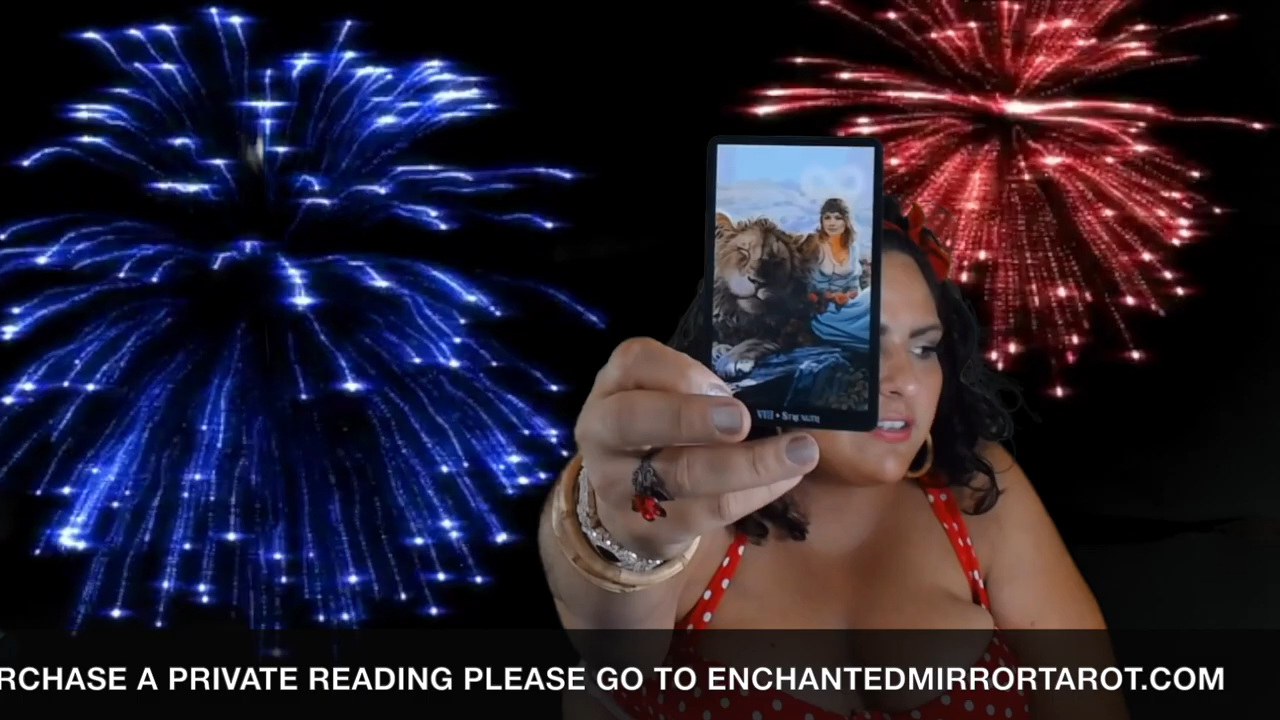 VIII • STRENGTH
RCHASE A PRIVATE READING PLEASE GO TO ENCHANTEDMIRRORTAROT.COM